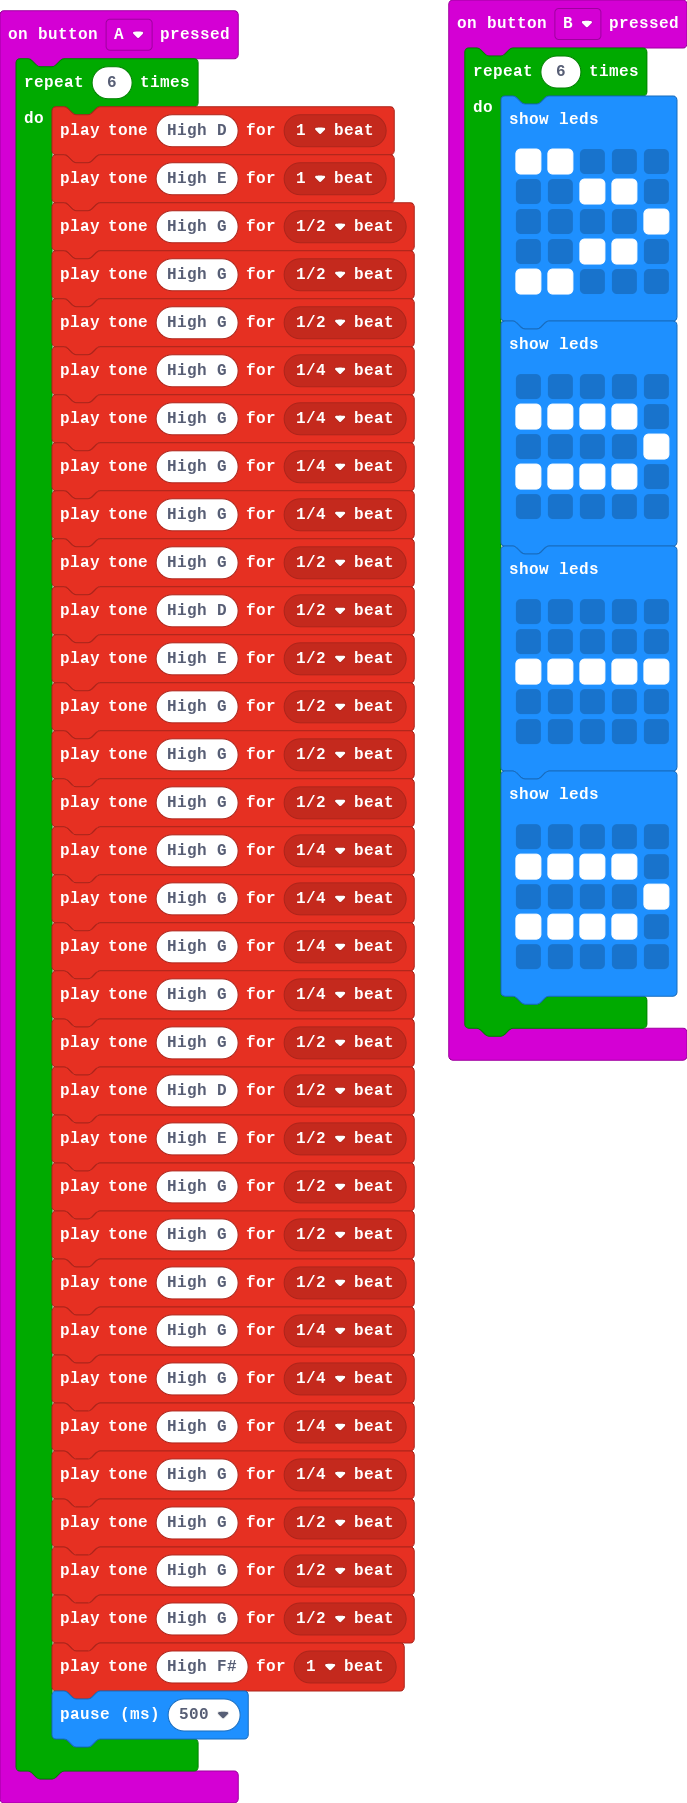 on button A pressed
repeat 6 times
do
play tone High D for 1 beat
play tone High E for 1 beat
play tone High G for 1/2 beat
play tone High G for 1/2 beat
play tone High G for 1/2 beat
play tone High G for 1/4 beat
play tone High G for 1/4 beat
play tone High G for 1/4 beat
play tone High G for 1/4 beat
play tone High G for 1/2 beat
play tone High D for 1/2 beat
play tone High E for 1/2 beat
play tone High G for 1/2 beat
play tone High G for 1/2 beat
play tone High G for 1/2 beat
play tone High G for 1/4 beat
play tone High G for 1/4 beat
play tone High G for 1/4 beat
play tone High G for 1/4 beat
play tone High G for 1/2 beat
play tone High D for 1/2 beat
play tone High E for 1/2 beat
play tone High G for 1/2 beat
play tone High G for 1/2 beat
play tone High G for 1/2 beat
play tone High G for 1/4 beat
play tone High G for 1/4 beat
play tone High G for 1/4 beat
play tone High G for 1/4 beat
play tone High G for 1/2 beat
play tone High G for 1/2 beat
play tone High G for 1/2 beat
play tone High F# for 1 beat
pause (ms) 500
on button B pressed
repeat 6 times
do
show leds
show leds
show leds
show leds